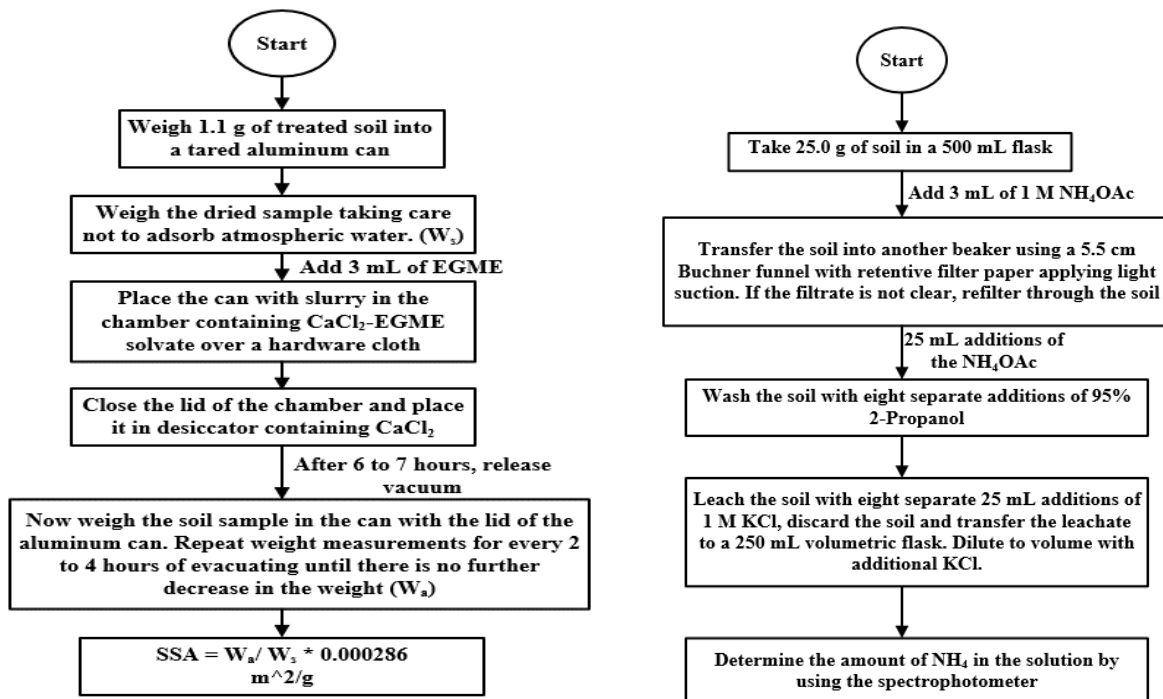 Start
Weigh 1.1 g of treated soil into
a tared aluminum can
Weigh the dried sample taking care
not to adsorb atmospheric water. (Wₛ)
Add 3 mL of EGME
Place the can with slurry in the
chamber containing CaCl₂-EGME
solvate over a hardware cloth
Close the lid of the chamber and place
it in desiccator containing CaCl₂
After 6 to 7 hours, release
vacuum
Now weigh the soil sample in the can with the lid of the
aluminum can. Repeat weight measurements for every 2
to 4 hours of evacuating until there is no further
decrease in the weight (Wₐ)
SSA = Wₐ/ Wₛ * 0.000286
m^2/g
Start
Take 25.0 g of soil in a 500 mL flask
Add 3 mL of 1 M NH₄OAc
Transfer the soil into another beaker using a 5.5 cm
Buchner funnel with retentive filter paper applying light
suction. If the filtrate is not clear, refilter through the soil
25 mL additions of
the NH₄OAc
Wash the soil with eight separate additions of 95%
2-Propanol
Leach the soil with eight separate 25 mL additions of
1 M KCl, discard the soil and transfer the leachate
to a 250 mL volumetric flask. Dilute to volume with
additional KCl.
Determine the amount of NH₄ in the solution by
using the spectrophotometer